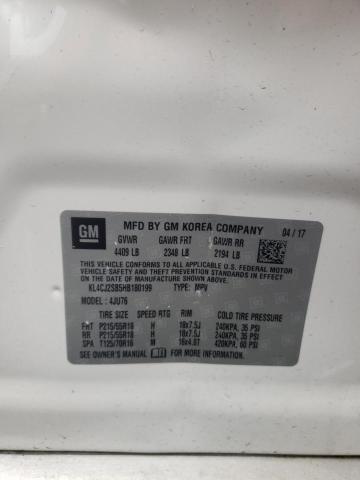 GM
MFD BY GM KOREA COMPANY 04 / 17
GVWR GAWR FRT GAWR RR
4409 LB 2348 LB 2194 LB
THIS VEHICLE CONFORMS TO ALL APPLICABLE U.S. FEDERAL MOTOR
VEHICLE SAFETY, BUMPER, AND THEFT PREVENTION STANDARDS IN EFFECT
ON THE DATE OF MANUFACTURE SHOWN ABOVE.
KL4CJ2SB5HB180199 TYPE: MPV
MODEL : 4JU76
TIRE SIZE SPEED RTG RIM COLD TIRE PRESSURE
FNT P215/55R18 H 18x7.5J 240KPA, 35 PSI
RR P215/55R18 H 18x7.5J 240KPA, 35 PSI
SPA T125/70R16 M 16x4.0T 420KPA, 60 PSI
SEE OWNER'S MANUAL FOR MORE INFORMATION.